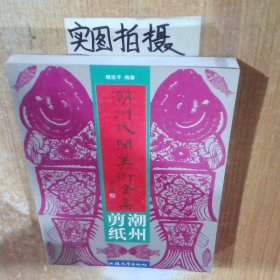 实图拍摄
杨坚平 编著
潮州民间美术全集
潮州
剪纸
汕头大学出版社